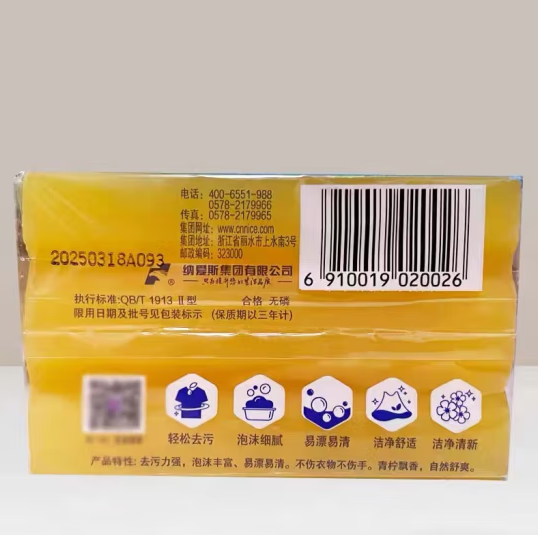 电话：400-6551-988
0578-2179966
传真：0578-2179965
集团网址：www.cnnice.com
集团地址：浙江省丽水市上水南3号
邮政编码：323000
20250318A093
纳爱斯集团有限公司
®
6 910019 020026
执行标准:QB/T 1913 Ⅱ型 合格 无磷
限用日期及批号见包装标示（保质期以三年计）
轻松去污 泡沫细腻 易漂易清 洁净舒适 洁净清新
产品特性：去污力强，泡沫丰富、易漂易清。不伤衣物不伤手。青柠飘香，自然舒爽。